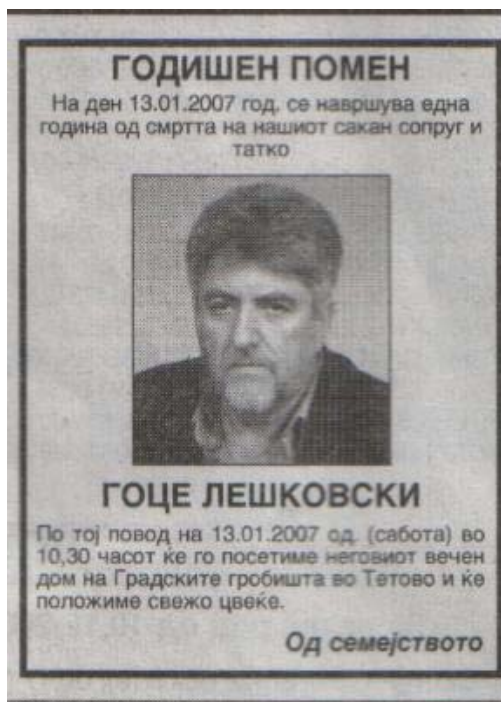 ГОДИШЕН ПОМЕН
На ден 13.01.2007 год. се навршува една
година од смртта на нашиот сакан сопруг и
татко
ГОЦЕ ЛЕШКОВСКИ
По тој повод на 13.01.2007 од. (сабота) во
10,30 часот ќе го посетиме неговиот вечен
дом на Градските гробишта во Тетово и ќе
положиме свежо цвеќе.
Од семејството